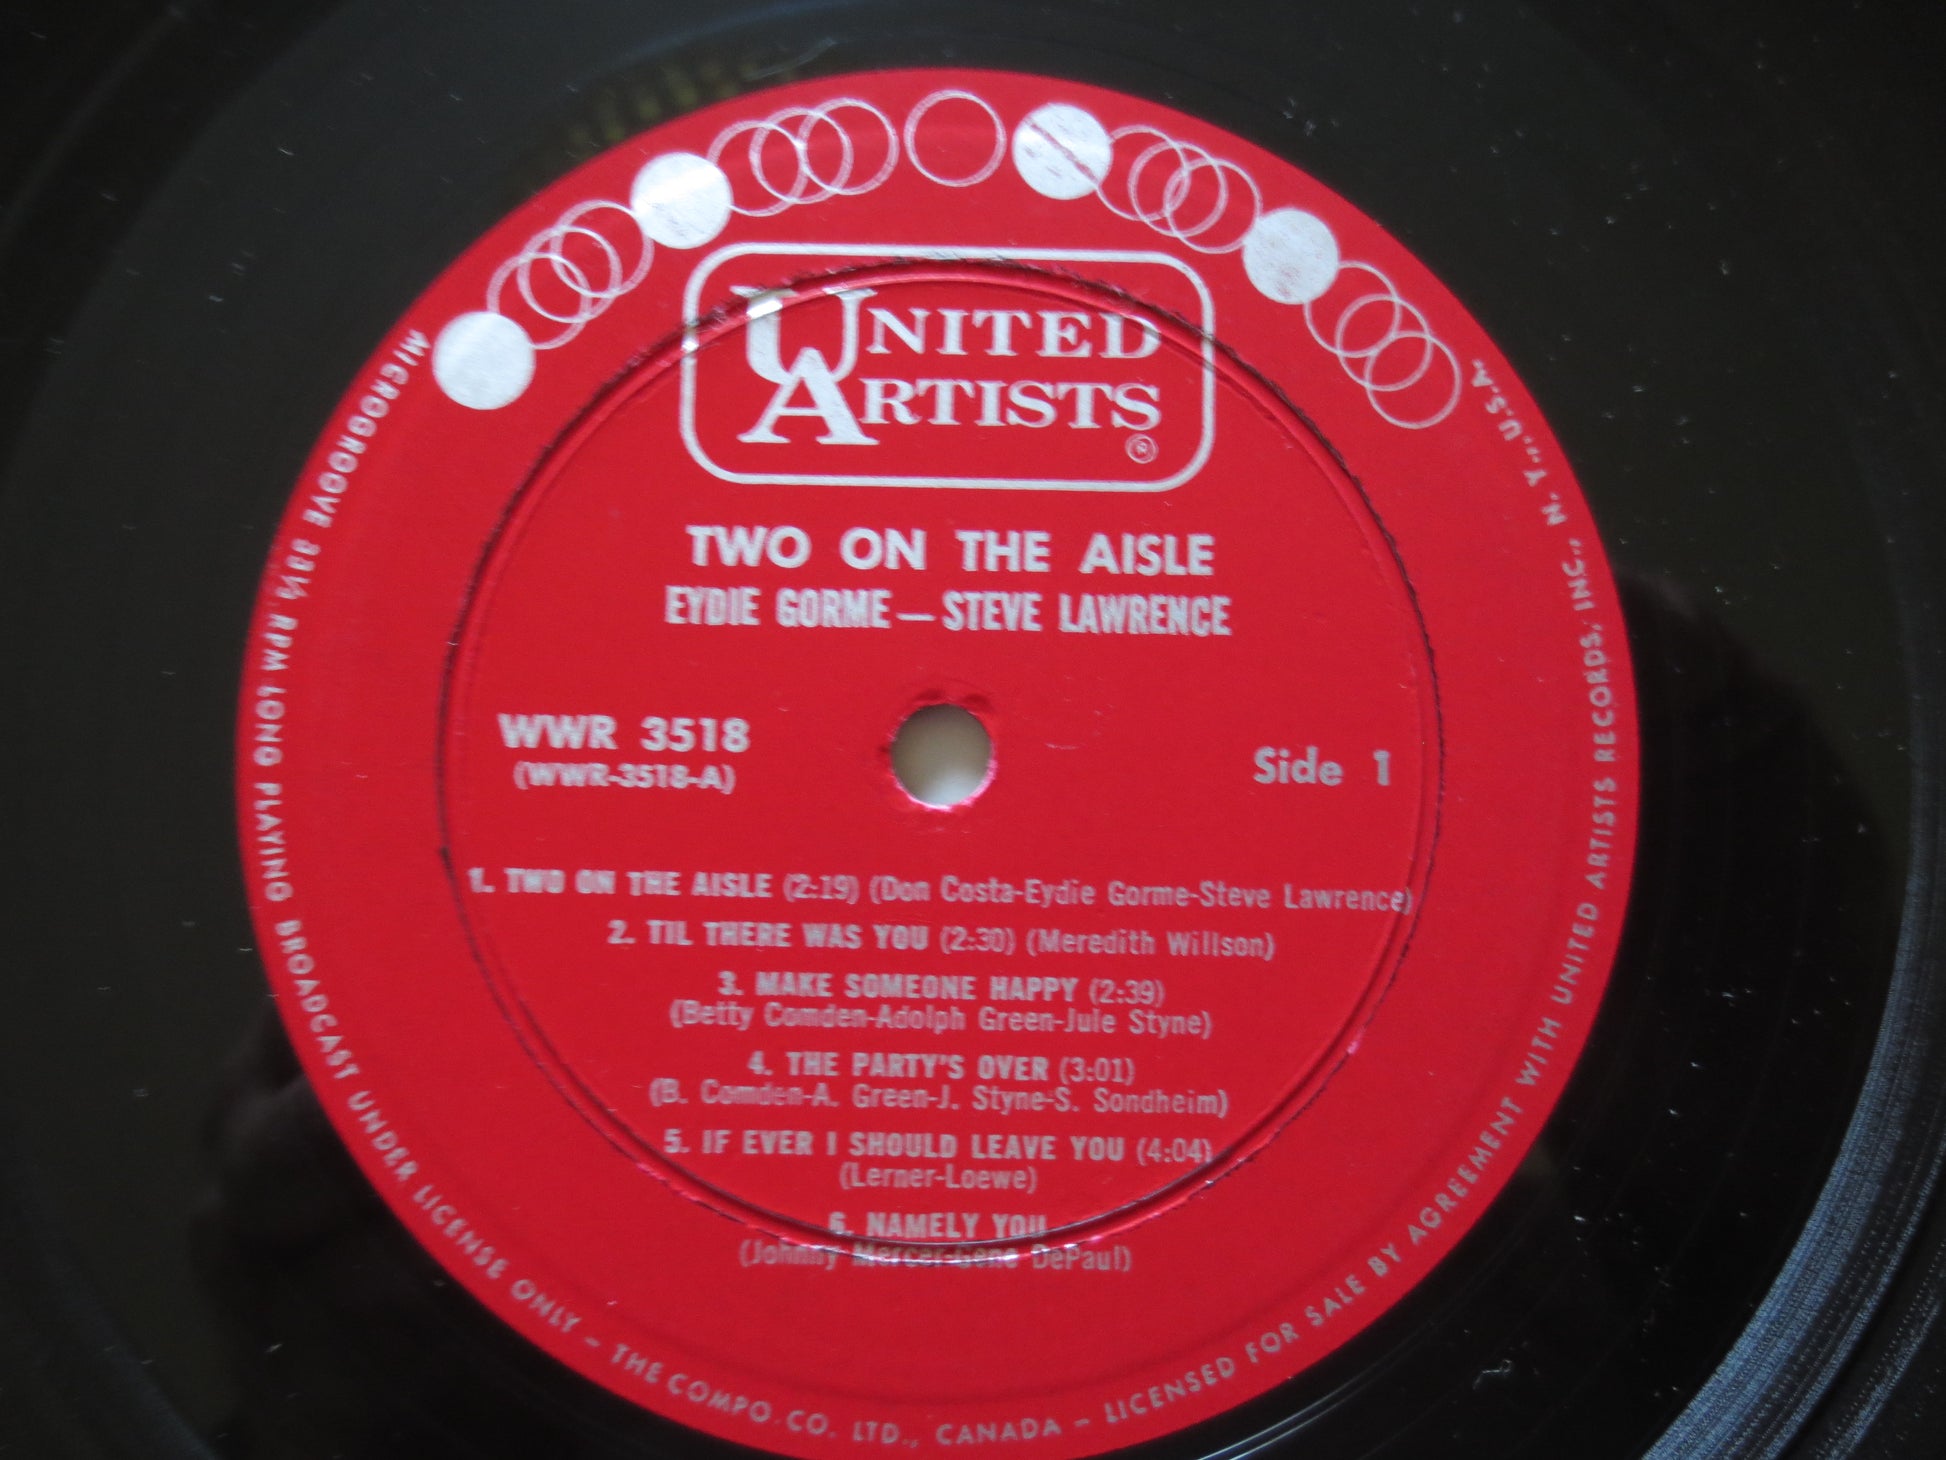 UNITED
ARTISTS
®
TWO ON THE AISLE
EYDIE GORME — STEVE LAWRENCE
WWR 3518
(WWR-3518-A)
Side 1
1. TWO ON THE AISLE (2:19) (Don Costa-Eydie Gorme-Steve Lawrence)
2. TIL THERE WAS YOU (2:30) (Meredith Willson)
3. MAKE SOMEONE HAPPY (2:39)
(Betty Comden-Adolph Green-Jule Styne)
4. THE PARTY'S OVER (3:01)
(B. Comden-A. Green-J. Styne-S. Sondheim)
5. IF EVER I SHOULD LEAVE YOU (4:04)
(Lerner-Loewe)
6. NAMELY YOU
(Johnny Mercer-Gene DePaul)
MICROGROOVE 33⅓ RPM LONG PLAYING BROADCAST UNDER LICENSE ONLY – THE COMPO. CO. LTD., CANADA – LICENSED FOR SALE BY AGREEMENT WITH UNITED ARTISTS RECORDS, INC., N. Y., U.S.A.